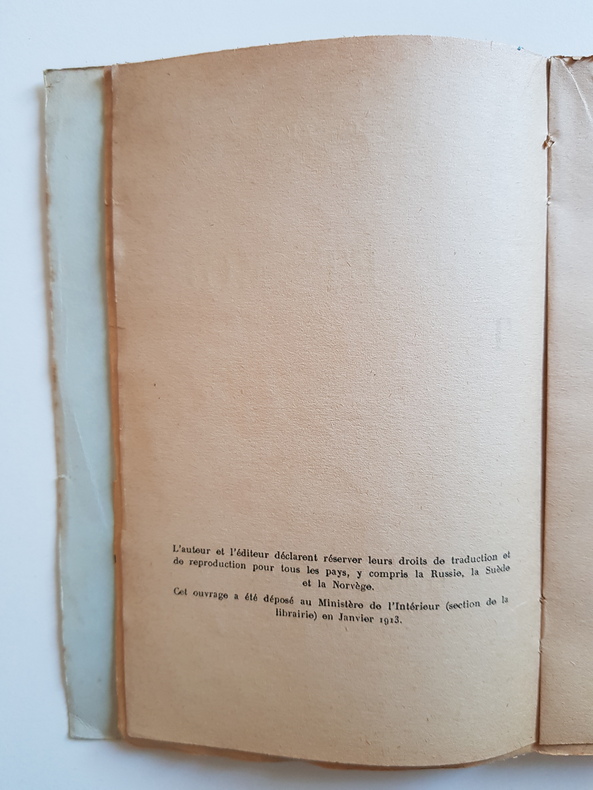 L'auteur et l'éditeur déclarent réserver leurs droits de traduction et
de reproduction pour tous les pays, y compris la Russie, la Suède
et la Norvège.
Cet ouvrage a été déposé au Ministère de l'Intérieur (section de la
librairie) en Janvier 1913.